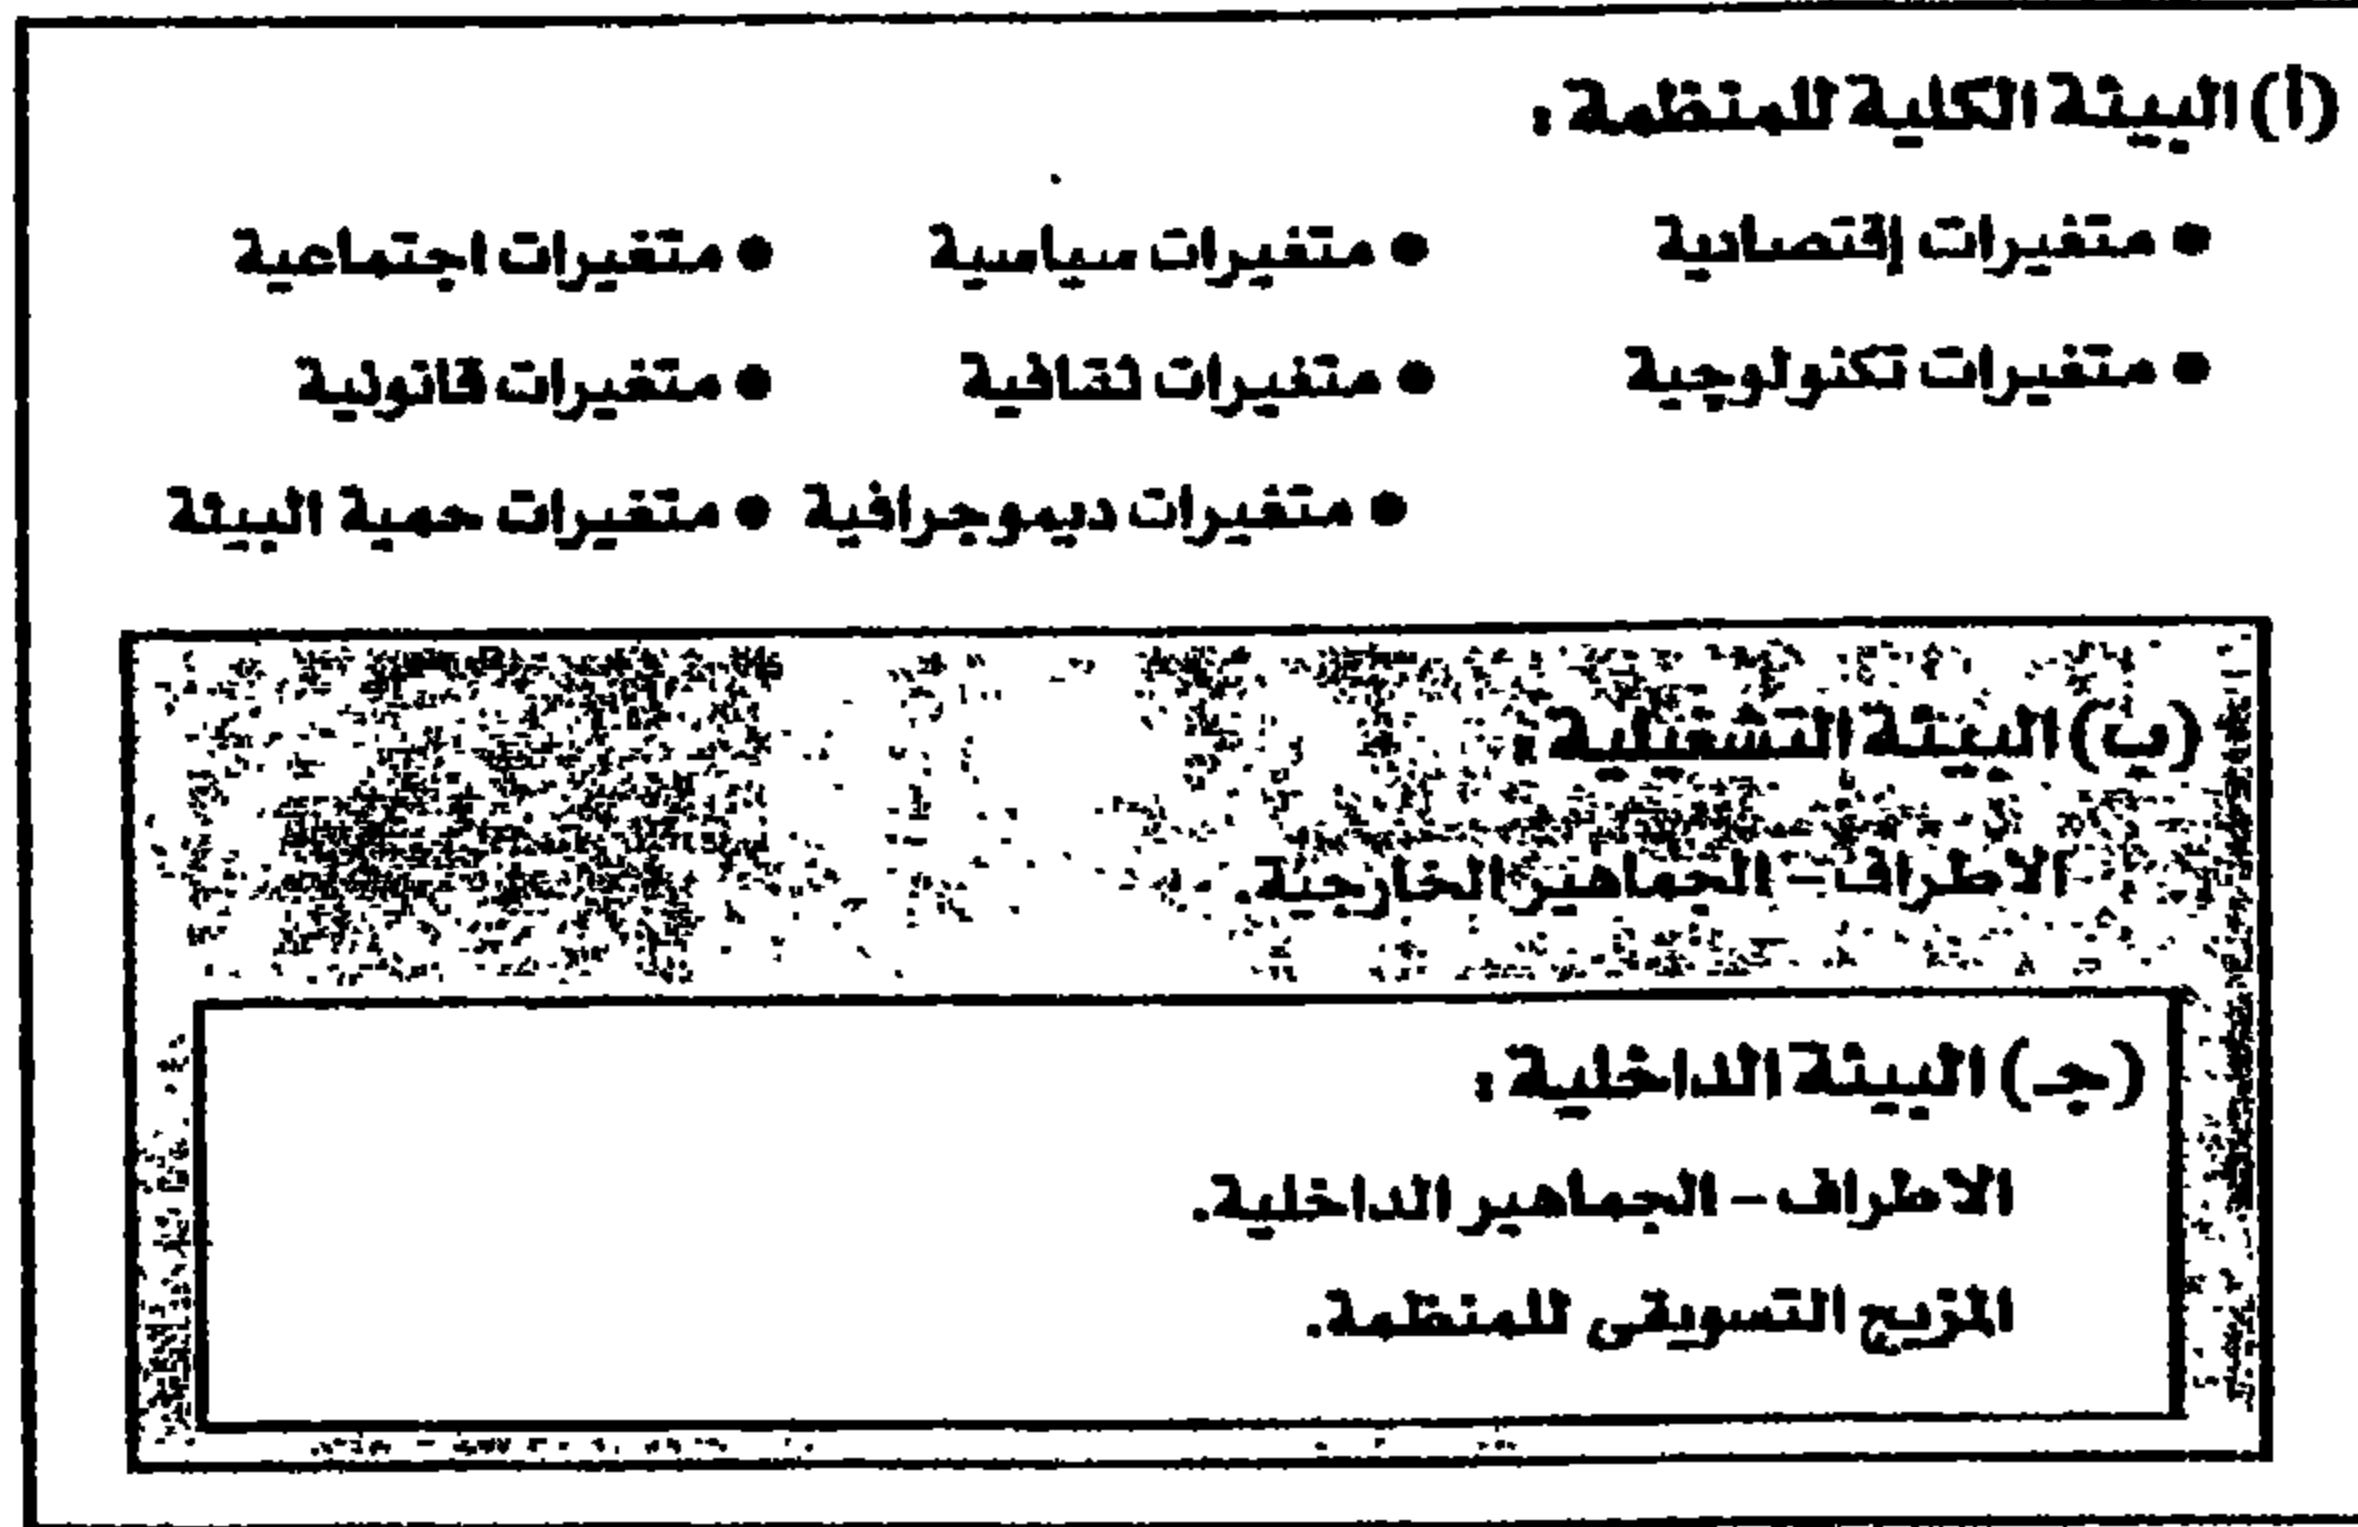 (أ) البيئة الكلية للمنظمة :
• متغيرات إقتصادية • متغيرات سياسية • متغيرات اجتماعية
• متغيرات تكنولوجية • متغيرات ثقافية • متغيرات قانونية
• متغيرات ديموجرافية • متغيرات حمية البيئة
(ب) البيئة التشغيلية :
الاطراف - الجماهير الخارجية.
(جـ) البيئة الداخلية :
الاطراف - الجماهير الداخلية.
المزيج التسويقى للمنظمة.